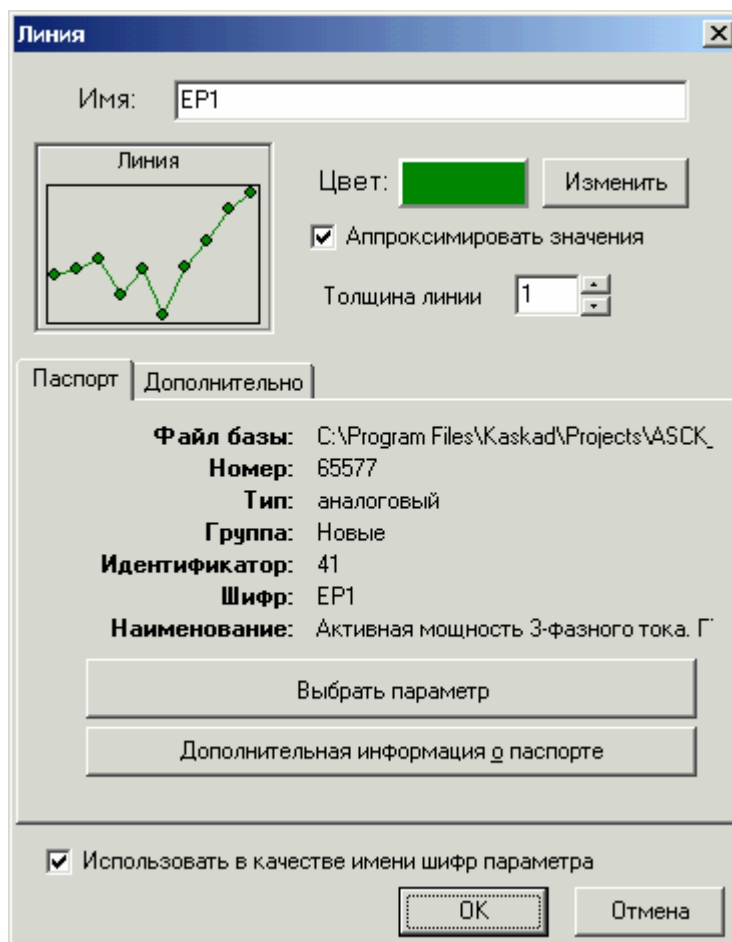 Линия
Имя: EP1
Линия
Цвет: Изменить
Аппроксимировать значения
Толщина линии 1
Паспорт Дополнительно
Файл базы: C:\Program Files\Kaskad\Projects\ASCK_
Номер: 65577
Тип: аналоговый
Группа: Новые
Идентификатор: 41
Шифр: EP1
Наименование: Активная мощность 3-фазного тока.
Выбрать параметр
Дополнительная информация о паспорте
Использовать в качестве имени шифр параметра
OK Отмена